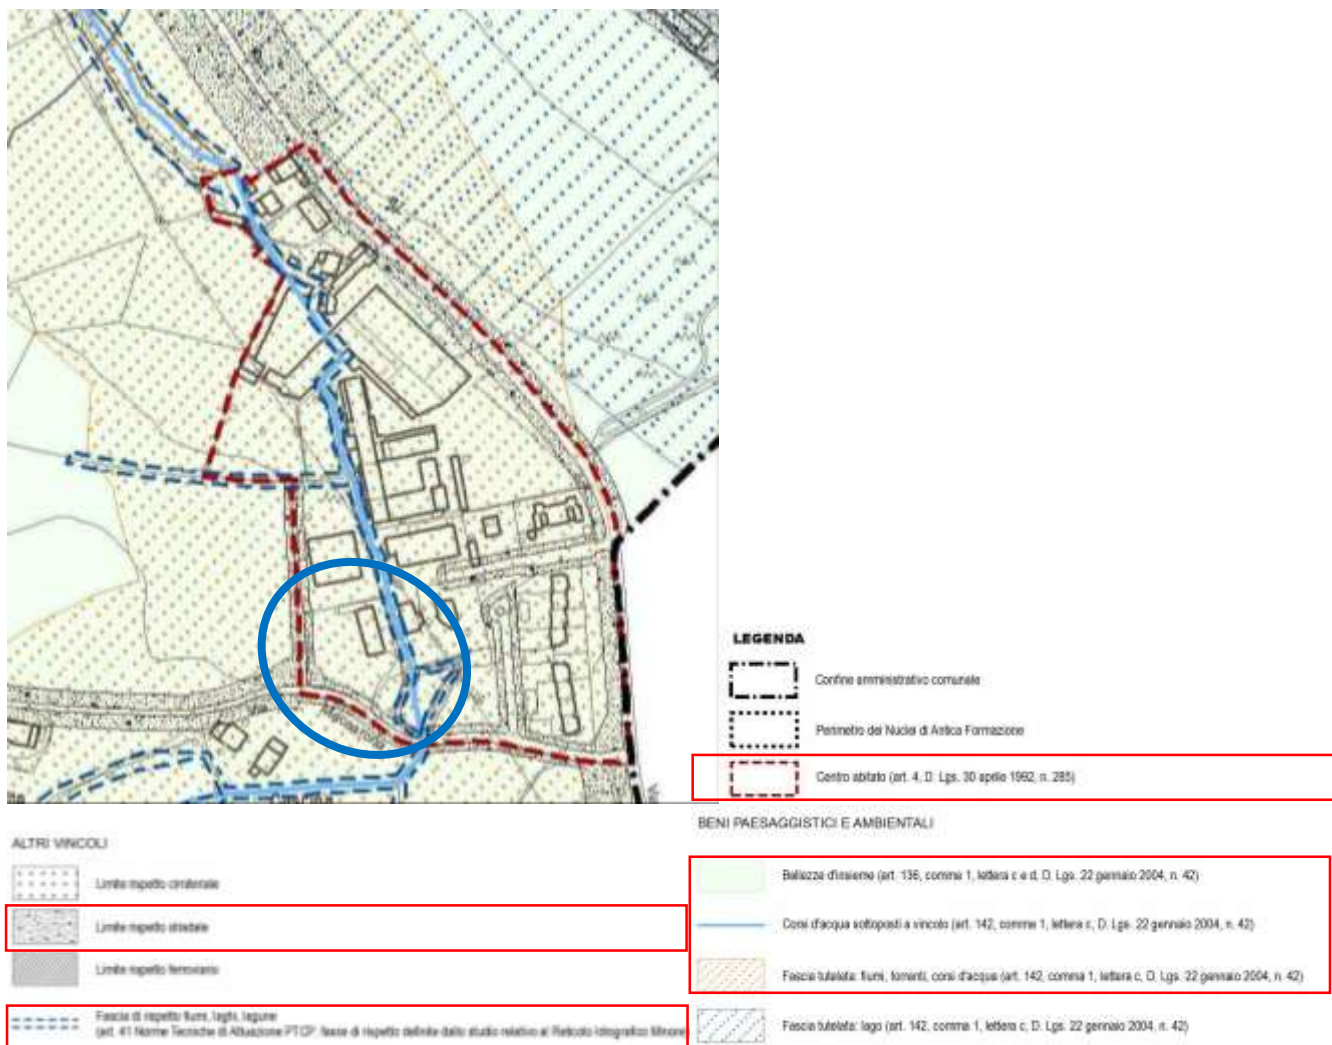 LEGENDA
Confine amministrativo comunale
Perimetro dei Nuclei di Antica Formazione
Centro abitato (art. 4, D. Lgs. 30 aprile 1992, n. 285)
BENI PAESAGGISTICI E AMBIENTALI
Bellezze d'insieme (art. 136, comma 1, lettera c e d, D. Lgs. 22 gennaio 2004, n. 42)
Corsi d'acqua sottoposti a vincolo (art. 142, comma 1, lettera c, D. Lgs. 22 gennaio 2004, n. 42)
Fascia tutelata: fiumi, torrenti, corsi d'acqua (art. 142, comma 1, lettera c, D. Lgs. 22 gennaio 2004, n. 42)
Fascia tutelata: lago (art. 142, comma 1, lettera c, D. Lgs. 22 gennaio 2004, n. 42)
ALTRI VINCOLI
Limite rispetto cimiteriale
Limite rispetto stradale
Limite rispetto ferroviario
Fascia di rispetto fiumi, laghi, lagune
(art. 41 Norme Tecniche di Attuazione PTCP: fasce di rispetto definite dallo studio relativo al Reticolo Idrografico Minore)